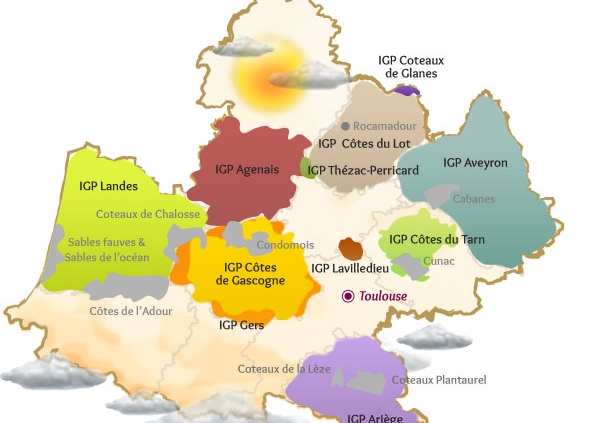 IGP Coteaux
de Glanes
Rocamadour
IGP Côtes du Lot
IGP Agenais
IGP Thézac-Perricard
IGP Aveyron
IGP Landes
Cabanes
Coteaux de Chalosse
Sables fauves &
Sables de l'océan
Condomois
IGP Côtes du Tarn
IGP Côtes
de Gascogne
IGP Lavilledieu
Cunac
Toulouse
Côtes de l'Adour
IGP Gers
Coteaux de la Lèze
Coteaux Plantaurel
IGP Ariège